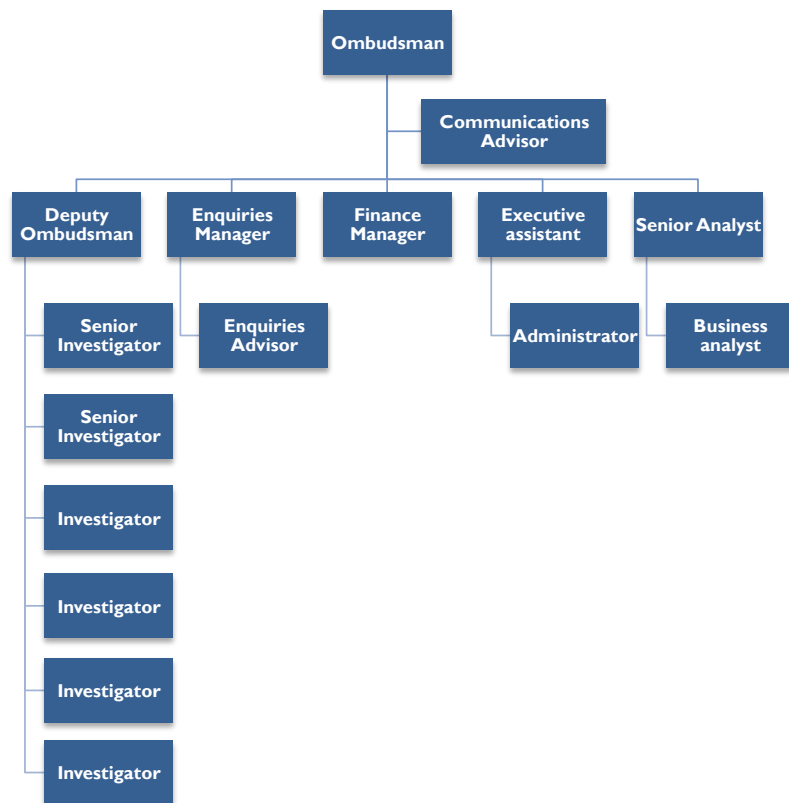 Ombudsman
Communications
Advisor
Deputy
Ombudsman
Enquiries
Manager
Finance
Manager
Executive
assistant
Senior Analyst
Senior
Investigator
Enquiries
Advisor
Administrator
Business
analyst
Senior
Investigator
Investigator
Investigator
Investigator
Investigator